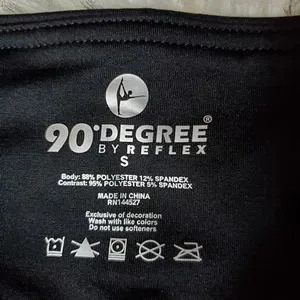 90°DEGREE®
BY REFLEX
S
Body: 88% POLYESTER 12% SPANDEX
Contrast: 95% POLYESTER 5% SPANDEX
MADE IN CHINA
RN144527
Exclusive of decoration
Wash with like colors
Do not use softeners